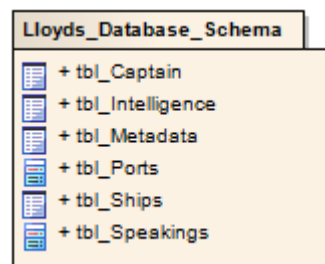 Lloyds_Database_Schema
+ tbl_Captain
+ tbl_Intelligence
+ tbl_Metadata
+ tbl_Ports
+ tbl_Ships
+ tbl_Speakings